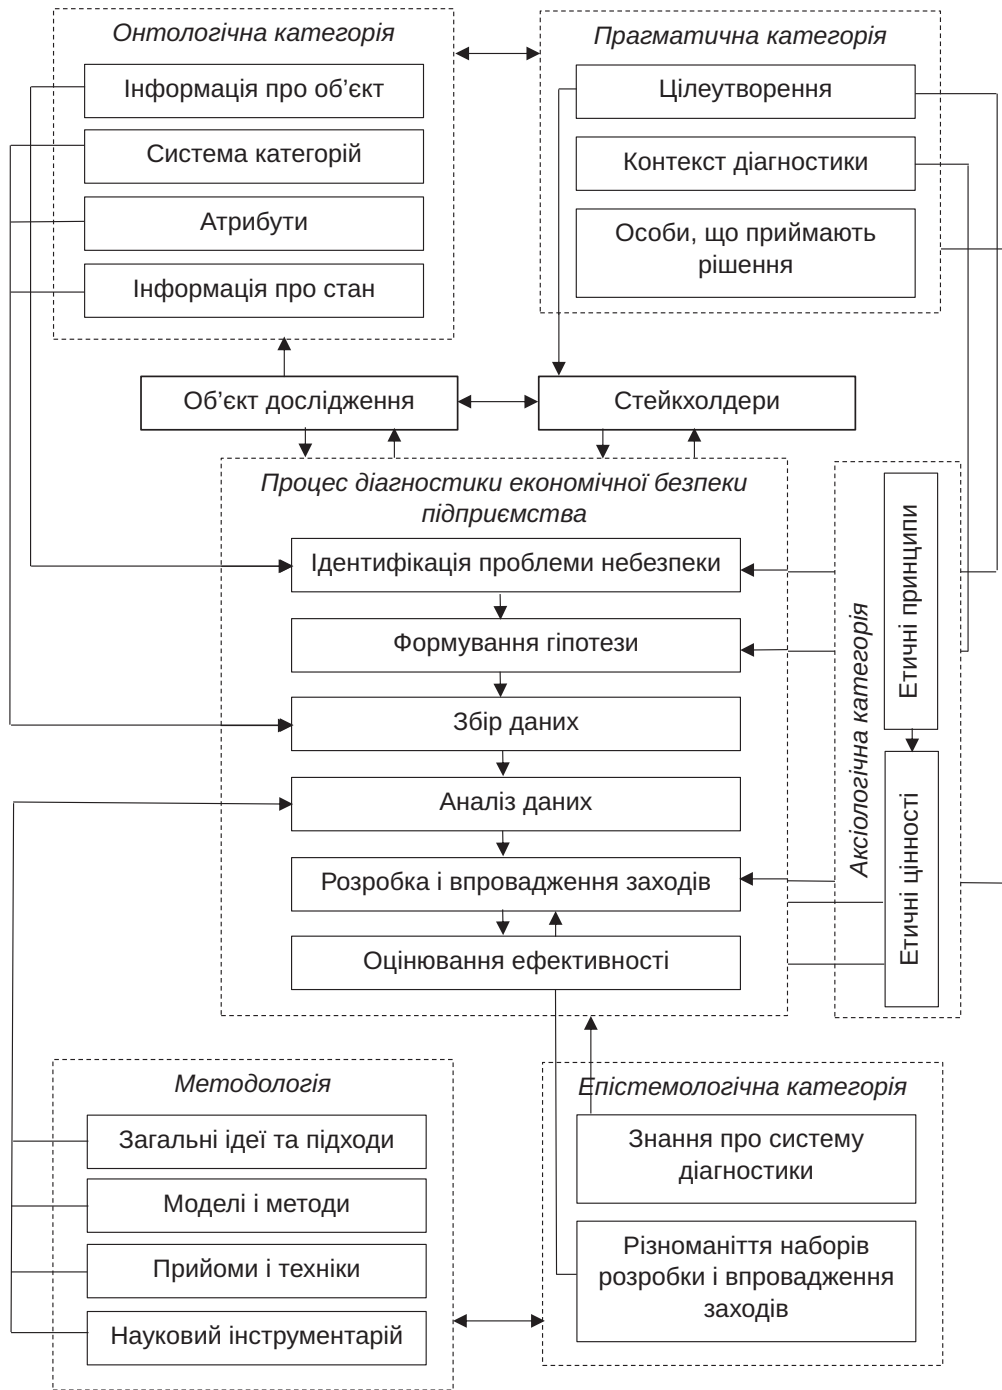 Онтологічна категорія
Інформація про об’єкт
Система категорій
Атрибути
Інформація про стан
Прагматична категорія
Цілеутворення
Контекст діагностики
Особи, що приймають
рішення
Об’єкт дослідження
Стейкхолдери
Процес діагностики економічної безпеки
підприємства
Ідентифікація проблеми небезпеки
Формування гіпотези
Збір даних
Аналіз даних
Розробка і впровадження заходів
Оцінювання ефективності
Аксіологічна категорія
Етичні принципи
Етичні цінності
Методологія
Загальні ідеї та підходи
Моделі і методи
Прийоми і техніки
Науковий інструментарій
Епістемологічна категорія
Знання про систему
діагностики
Різноманіття наборів
розробки і впровадження
заходів